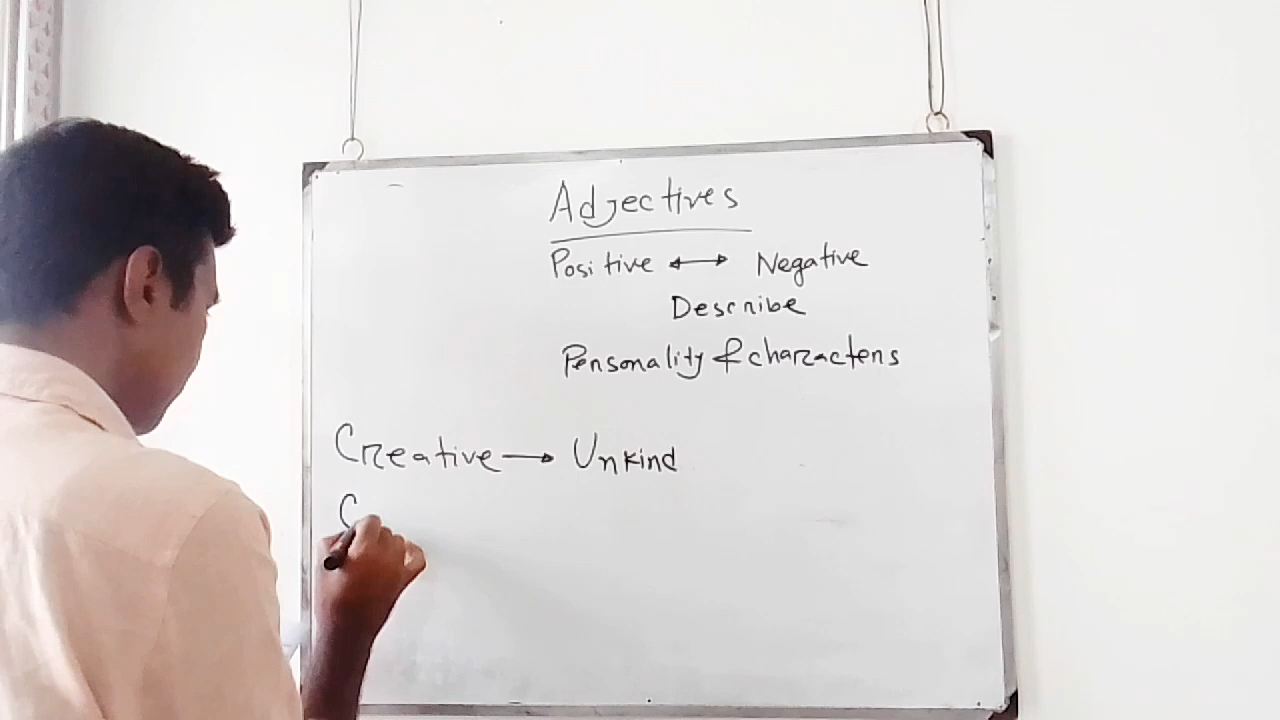 Adjectives
Positive ↔ Negative
Describe
Personality & characters
Creative → Unkind
C